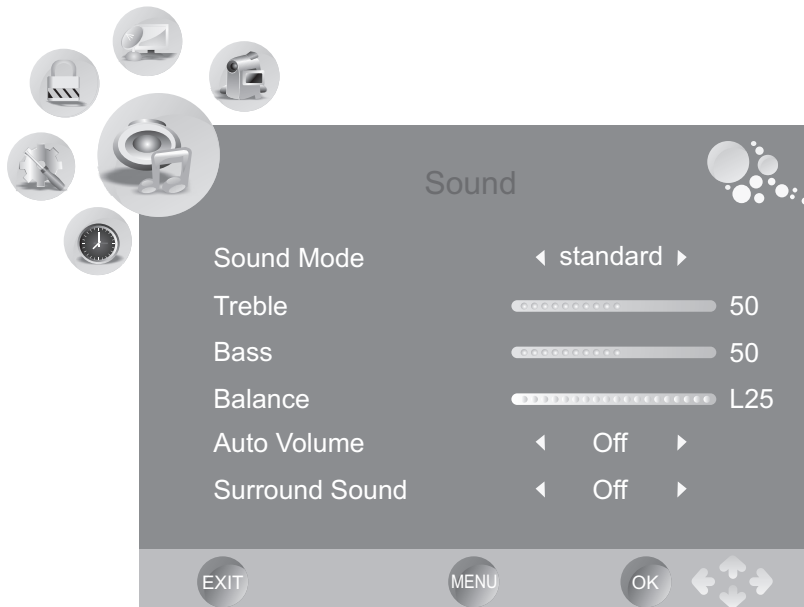 Sound
Sound Mode standard
Treble 50
Bass 50
Balance L25
Auto Volume Off
Surround Sound Off
EXIT MENU OK